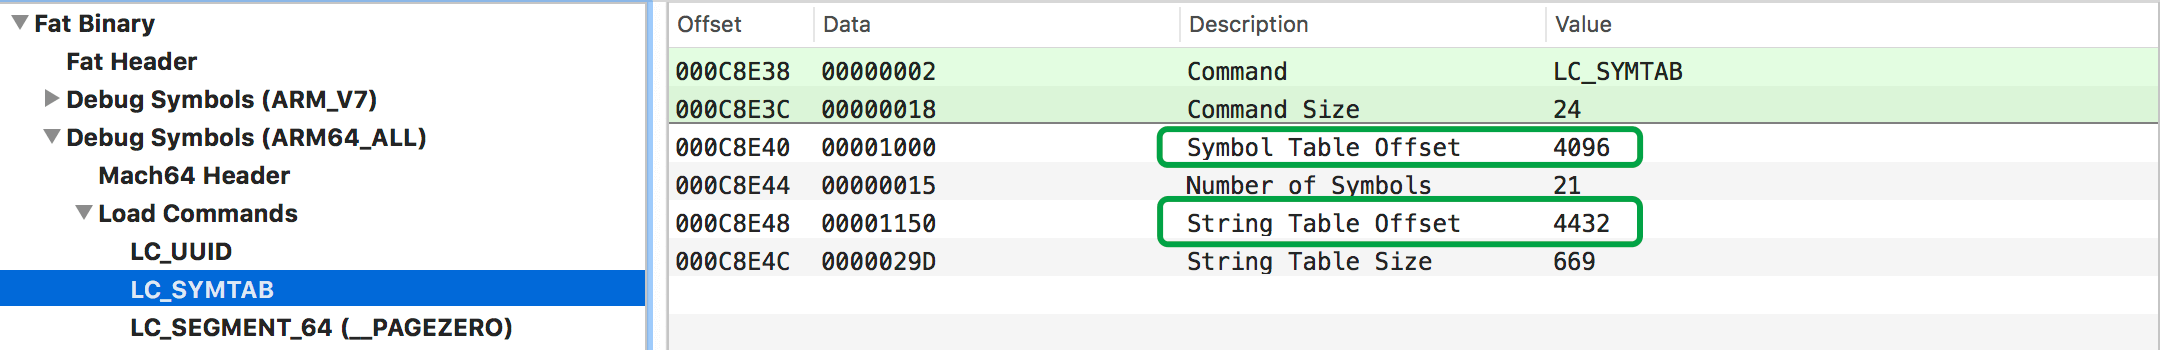 Fat Binary
Fat Header
Debug Symbols (ARM_V7)
Debug Symbols (ARM64_ALL)
Mach64 Header
Load Commands
LC_UUID
LC_SYMTAB
LC_SEGMENT_64 (__PAGEZERO)
Offset Data Description Value
000C8E38 00000002 Command LC_SYMTAB
000C8E3C 00000018 Command Size 24
000C8E40 00001000 Symbol Table Offset 4096
000C8E44 00000015 Number of Symbols 21
000C8E48 00001150 String Table Offset 4432
000C8E4C 0000029D String Table Size 669